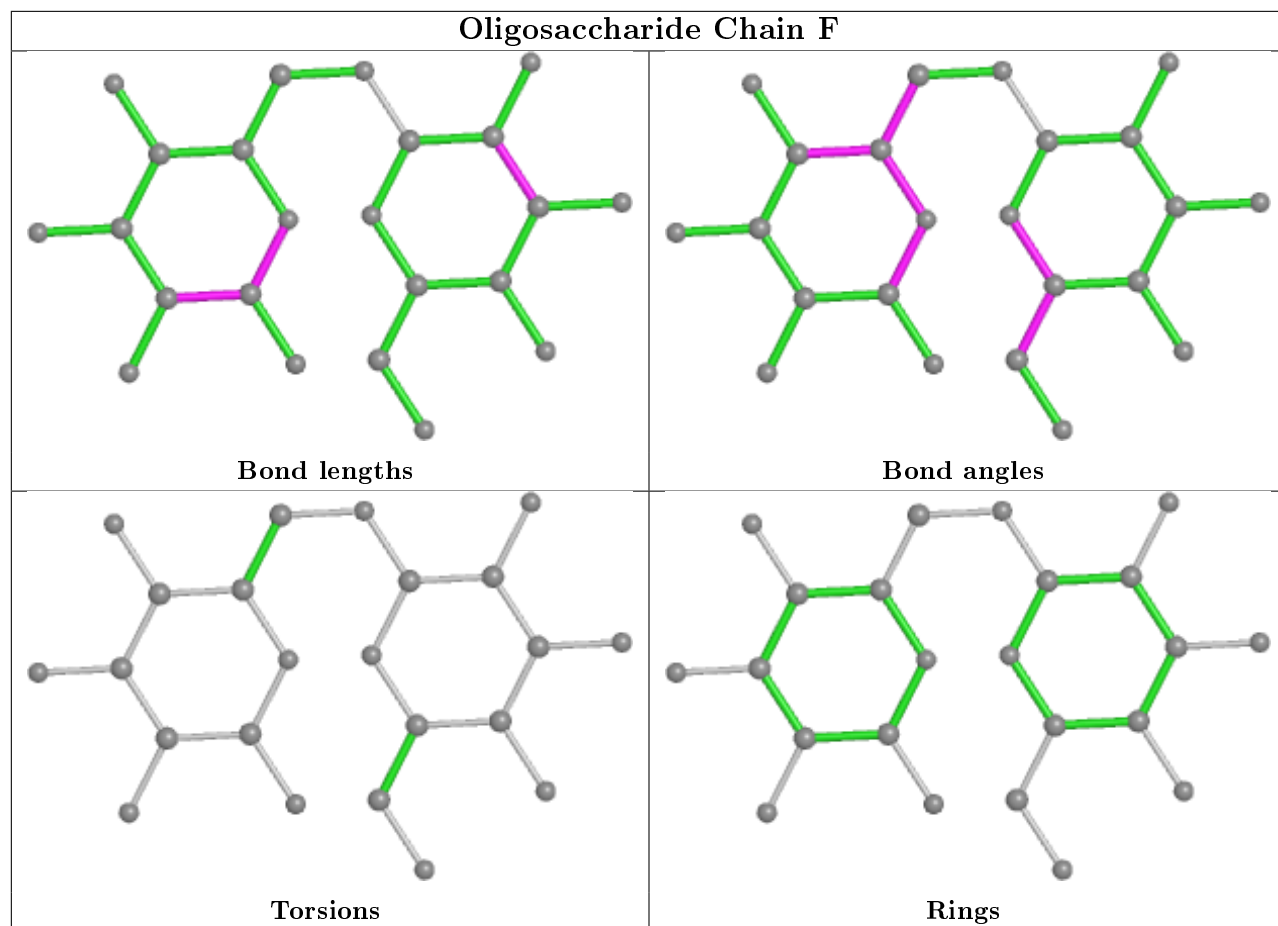 Oligosaccharide Chain F
Bond lengths
Bond angles
Torsions
Rings